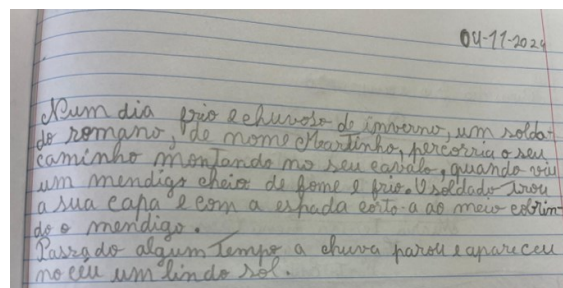 04-11-2024
Num dia frio e chuvoso de inverno, um solda-
do romano, de nome Martinho, percorria o seu
caminho montando no seu cavalo, quando viu
um mendigo cheio de fome e frio. O soldado tirou
a sua capa e com a espada corto-a ao meio cobrin-
do o mendigo.
Passado algum tempo a chuva parou e apareceu
no céu um lindo sol.